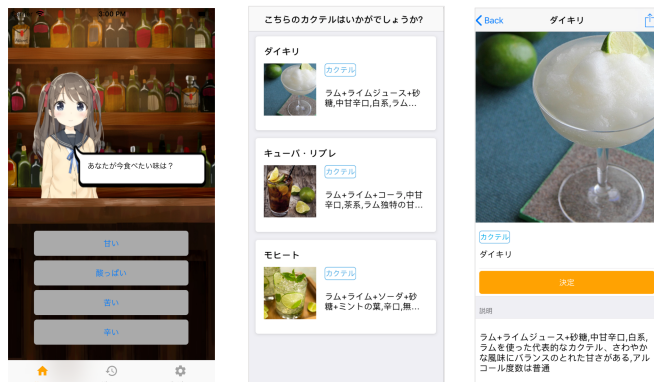 3:00 PM
あなたが今食べたい味は？
甘い
酸っぱい
苦い
辛い
こちらのカクテルはいかがでしょうか?
ダイキリ
カクテル
ラム+ライムジュース+砂
糖,中甘辛口,白系,ラム...
キューバ・リブレ
カクテル
ラム+ライム+コーラ,中甘
辛口,茶系,ラム独特の甘...
モヒート
カクテル
ラム+ライム+ソーダ+砂
糖+ミントの葉,辛口,無...
Back
ダイキリ
カクテル
ダイキリ
決定
説明
ラム+ライムジュース+砂糖,中甘辛口,白系,
ラムを使った代表的なカクテル、さわやか
な風味にバランスのとれた甘さがある,アル
コール度数は普通